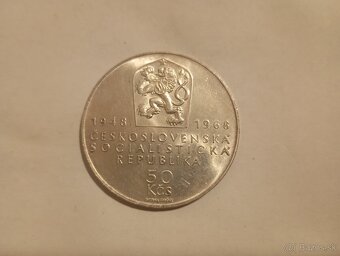 1948 1968
ČESKOSLOVENSKÁ
SOCIALISTICKÁ
REPUBLIKA
50
Kčs